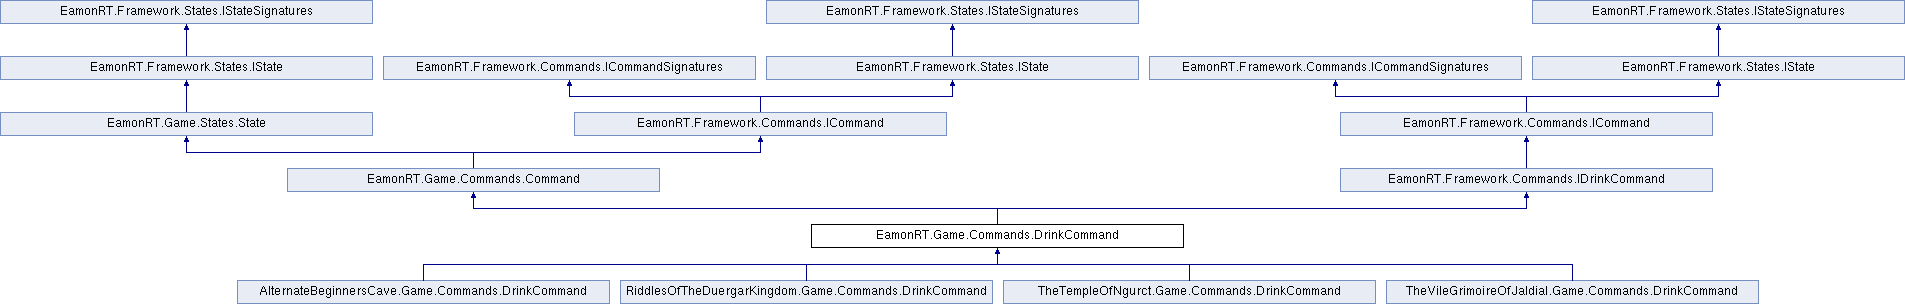 EamonRT.Framework.States.IStateSignatures
EamonRT.Framework.States.IStateSignatures
EamonRT.Framework.States.IStateSignatures
EamonRT.Framework.States.IState
EamonRT.Framework.Commands.ICommandSignatures
EamonRT.Framework.States.IState
EamonRT.Framework.Commands.ICommandSignatures
EamonRT.Framework.States.IState
EamonRT.Game.States.State
EamonRT.Framework.Commands.ICommand
EamonRT.Framework.Commands.ICommand
EamonRT.Game.Commands.Command
EamonRT.Framework.Commands.IDrinkCommand
EamonRT.Game.Commands.DrinkCommand
AlternateBeginnersCave.Game.Commands.DrinkCommand
RiddlesOfTheDuergarKingdom.Game.Commands.DrinkCommand
TheTempleOfNgurct.Game.Commands.DrinkCommand
TheVileGrimoireOfJaldial.Game.Commands.DrinkCommand